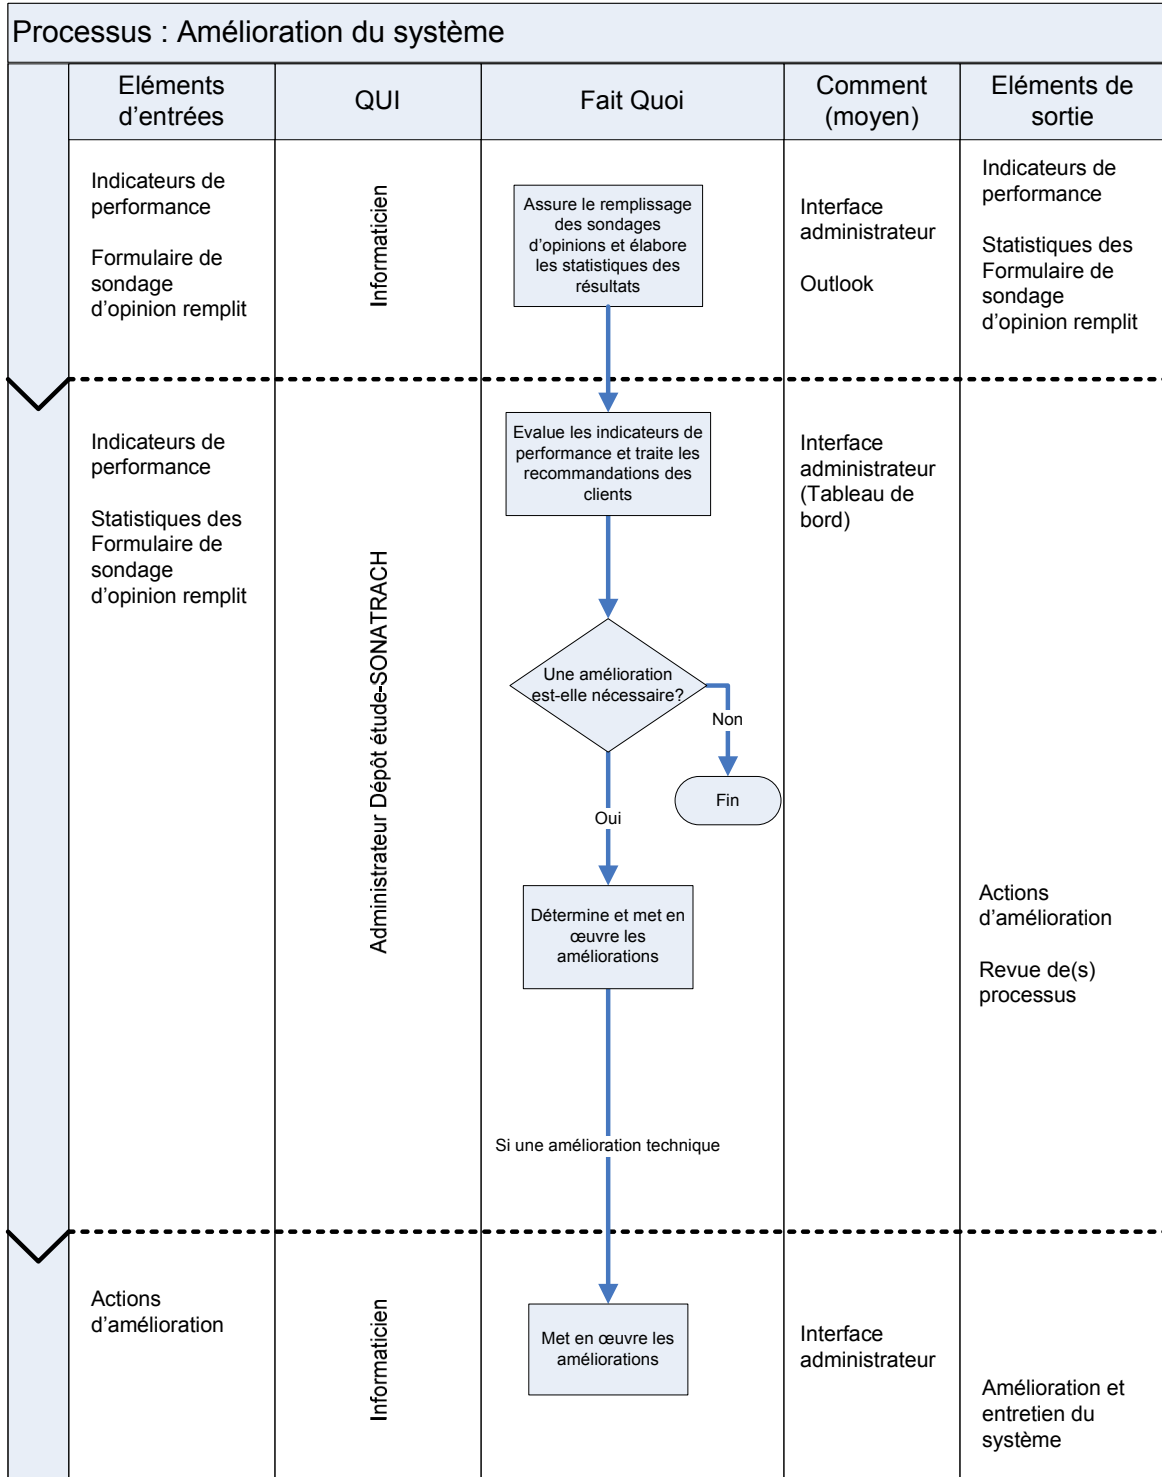 Processus : Amélioration du système
Eléments
d'entrées
QUI
Fait Quoi
Comment
(moyen)
Eléments de
sortie
Indicateurs de
performance
Formulaire de
sondage
d'opinion remplit
Informaticien
Assure le remplissage
des sondages
d'opinions et élabore
les statistiques des
résultats
Interface
administrateur
Outlook
Indicateurs de
performance
Statistiques des
Formulaire de
sondage
d'opinion remplit
Indicateurs de
performance
Statistiques des
Formulaire de
sondage
d'opinion remplit
Administrateur Dépôt étude-SONATRACH
Evalue les indicateurs de
performance et traite les
recommandations des
clients
Une amélioration
est-elle nécessaire?
Non
Fin
Oui
Détermine et met en
œuvre les
améliorations
Si une amélioration technique
Interface
administrateur
(Tableau de
bord)
Actions
d'amélioration
Revue de(s)
processus
Actions
d'amélioration
Informaticien
Met en œuvre les
améliorations
Interface
administrateur
Amélioration et
entretien du
système